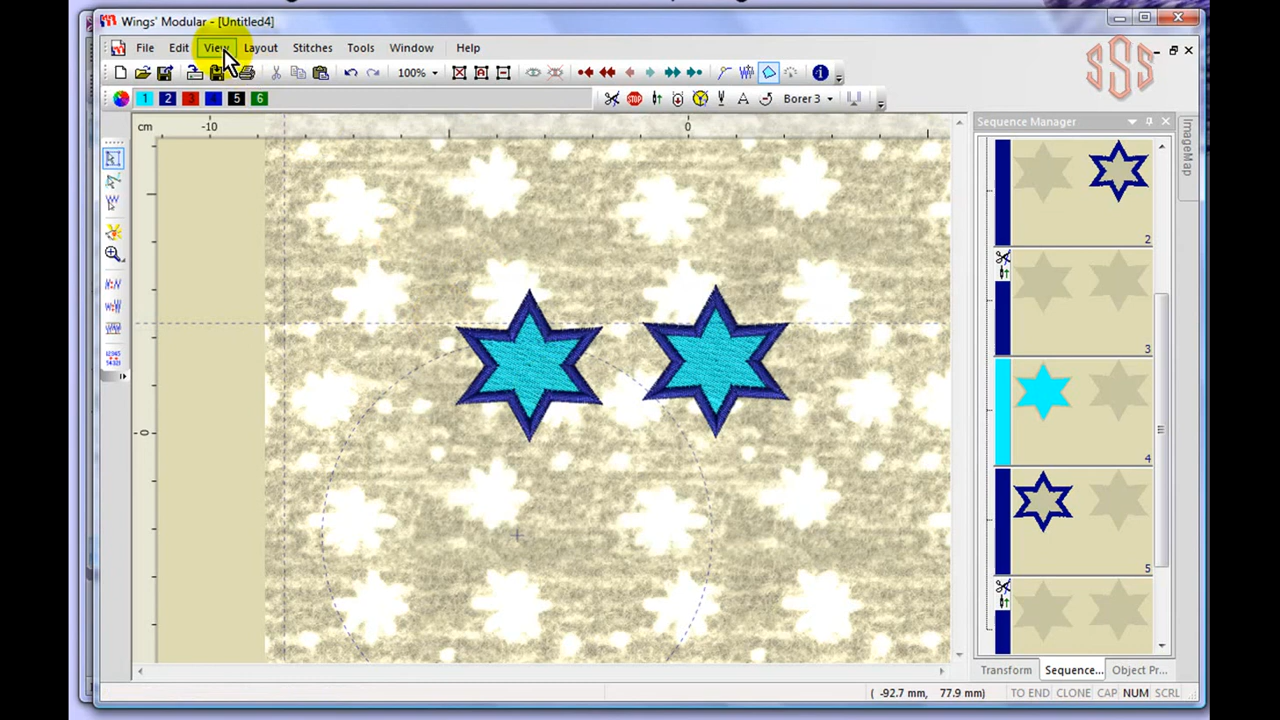 Wings' Modular - [Untitled4]
File Edit View Layout Stitches Tools Window Help
SSS
100%
1 2 3 4 5 6
Borer 3
cm -10 0
Sequence Manager
ImageMap
2
3
0
4
5
Transform Sequence... Object Pr...
( -92.7 mm, 77.9 mm) TO END CLONE CAP NUM SCRL